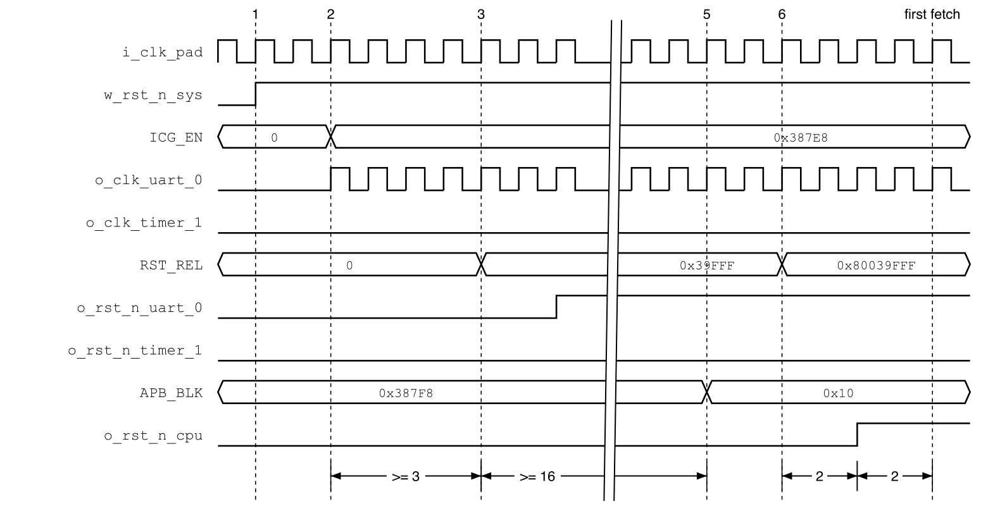 1 2 3 5 6 first fetch
i_clk_pad
w_rst_n_sys
ICG_EN 0 0x387E8
o_clk_uart_0
o_clk_timer_1
RST_REL 0 0x39FFF 0x80039FFF
o_rst_n_uart_0
o_rst_n_timer_1
APB_BLK 0x387F8 0x10
o_rst_n_cpu
>= 3 >= 16 2 2